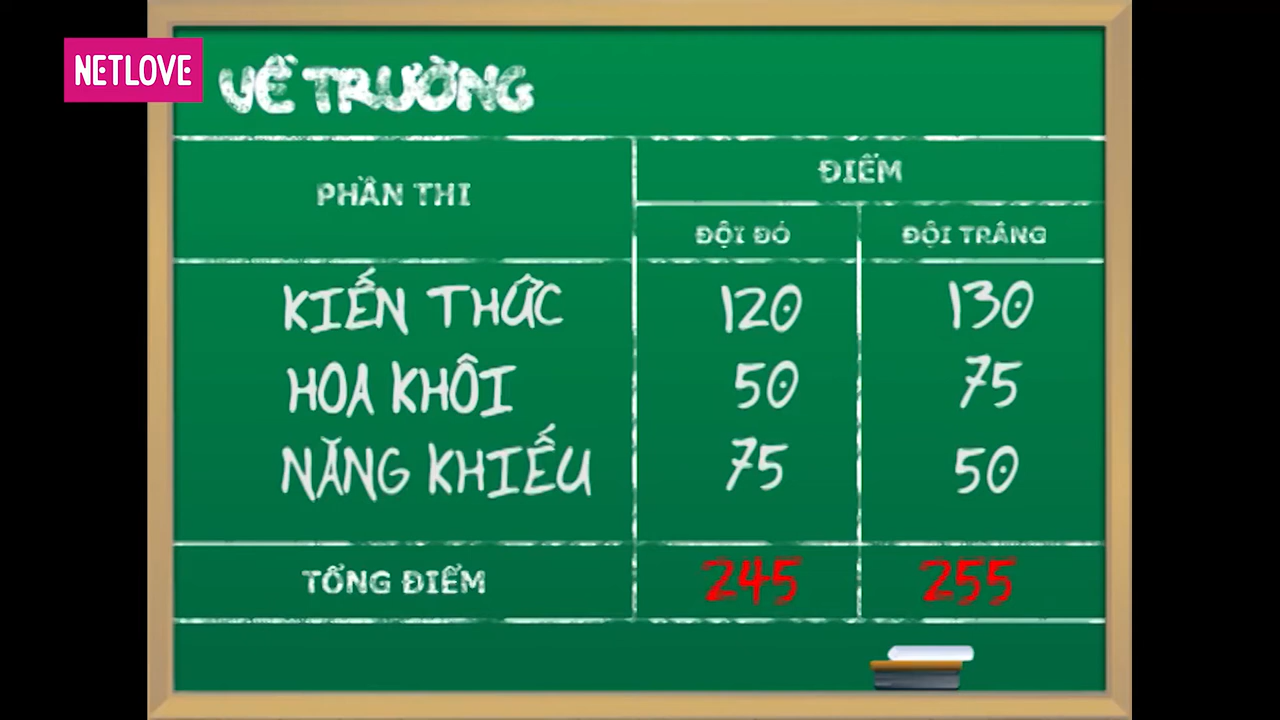 NETLOVE
VỀ TRƯỜNG
PHẦN THI
ĐIỂM
ĐỘI ĐỎ
ĐỘI TRẮNG
KIẾN THỨC 120 130
HOA KHÔI 50 75
NĂNG KHIẾU 75 50
TỔNG ĐIỂM 245 255